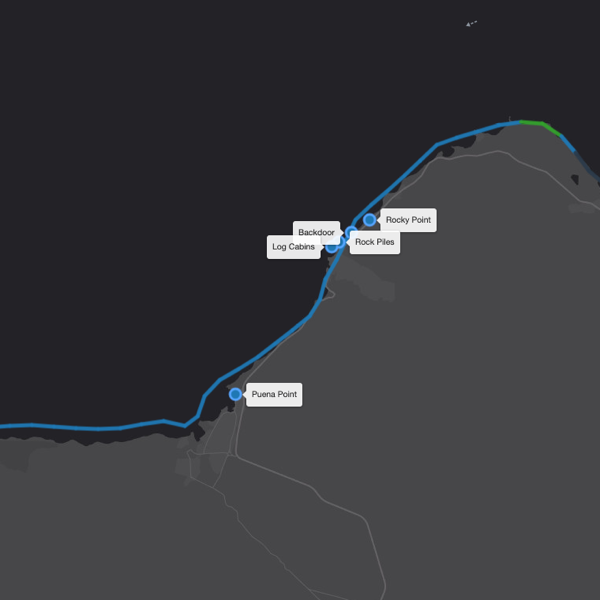 Rocky Point
Backdoor
Rock Piles
Log Cabins
Puena Point